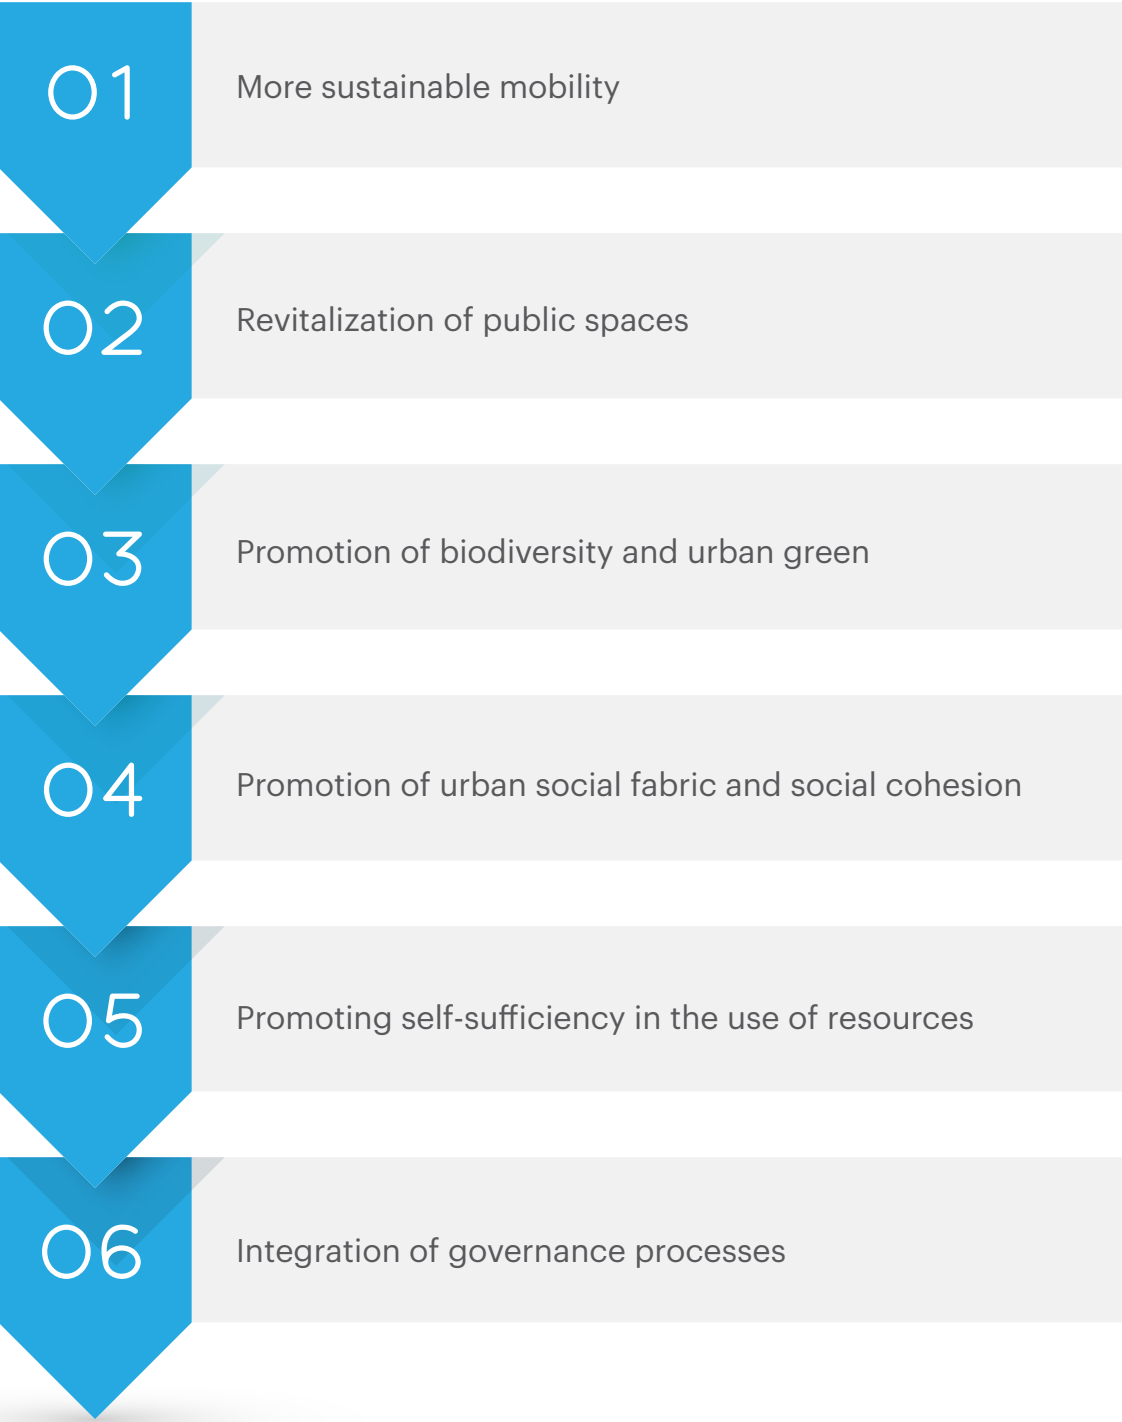 01
More sustainable mobility
02
Revitalization of public spaces
03
Promotion of biodiversity and urban green
04
Promotion of urban social fabric and social cohesion
05
Promoting self-sufficiency in the use of resources
06
Integration of governance processes